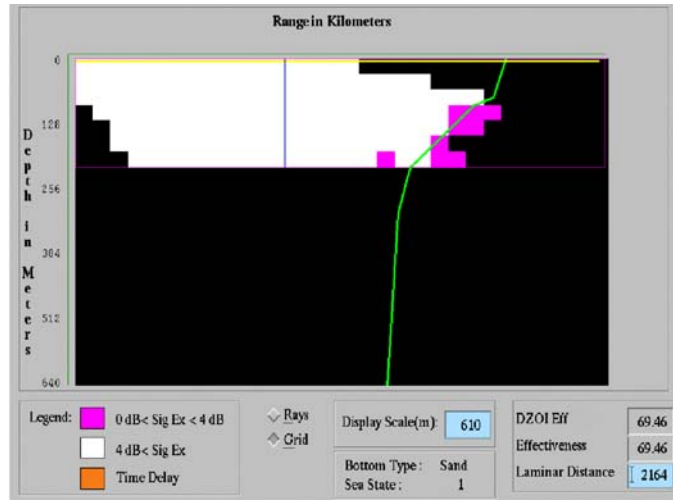 Range in Kilometers
0
128
256
384
512
640
Depth in Meters
Legend:
0 dB< Sig Ex < 4 dB
4 dB< Sig Ex
Time Delay
Rays
Grid
Display Scale(m): 610
Bottom Type : Sand
Sea State : 1
DZOI Eff 69.46
Effectiveness 69.46
Laminar Distance 2164